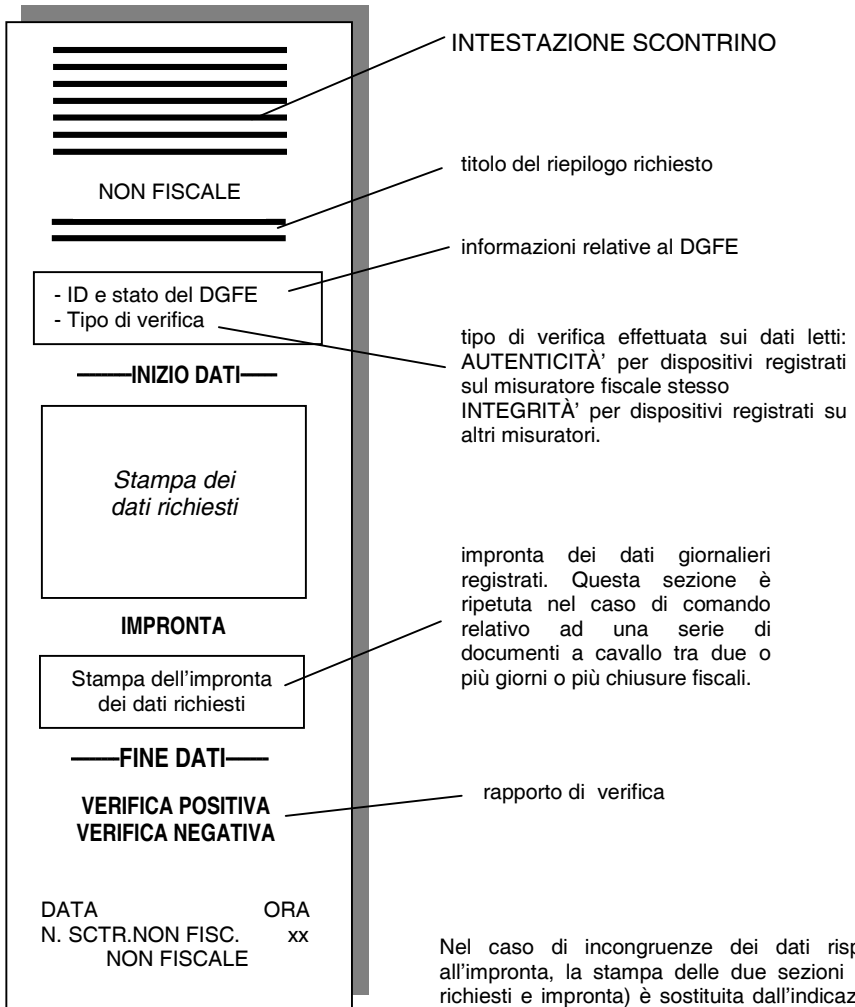 INTESTAZIONE SCONTRINO
NON FISCALE
titolo del riepilogo richiesto
informazioni relative al DGFE
- ID e stato del DGFE
- Tipo di verifica
tipo di verifica effettuata sui dati letti:
AUTENTICITÀ’ per dispositivi registrati
sul misuratore fiscale stesso
INTEGRITÀ’ per dispositivi registrati su
altri misuratori.
INIZIO DATI
Stampa dei
dati richiesti
impronta dei dati giornalieri
registrati. Questa sezione è
ripetuta nel caso di comando
relativo ad una serie di
documenti a cavallo tra due o
più giorni o più chiusure fiscali.
IMPRONTA
Stampa dell’impronta
dei dati richiesti
FINE DATI
rapporto di verifica
VERIFICA POSITIVA
VERIFICA NEGATIVA
DATA ORA
N. SCTR.NON FISC. xx
NON FISCALE
Nel caso di incongruenze dei dati
all’impronta, la stampa delle due sezioni
richiesti e impronta) è sostituita